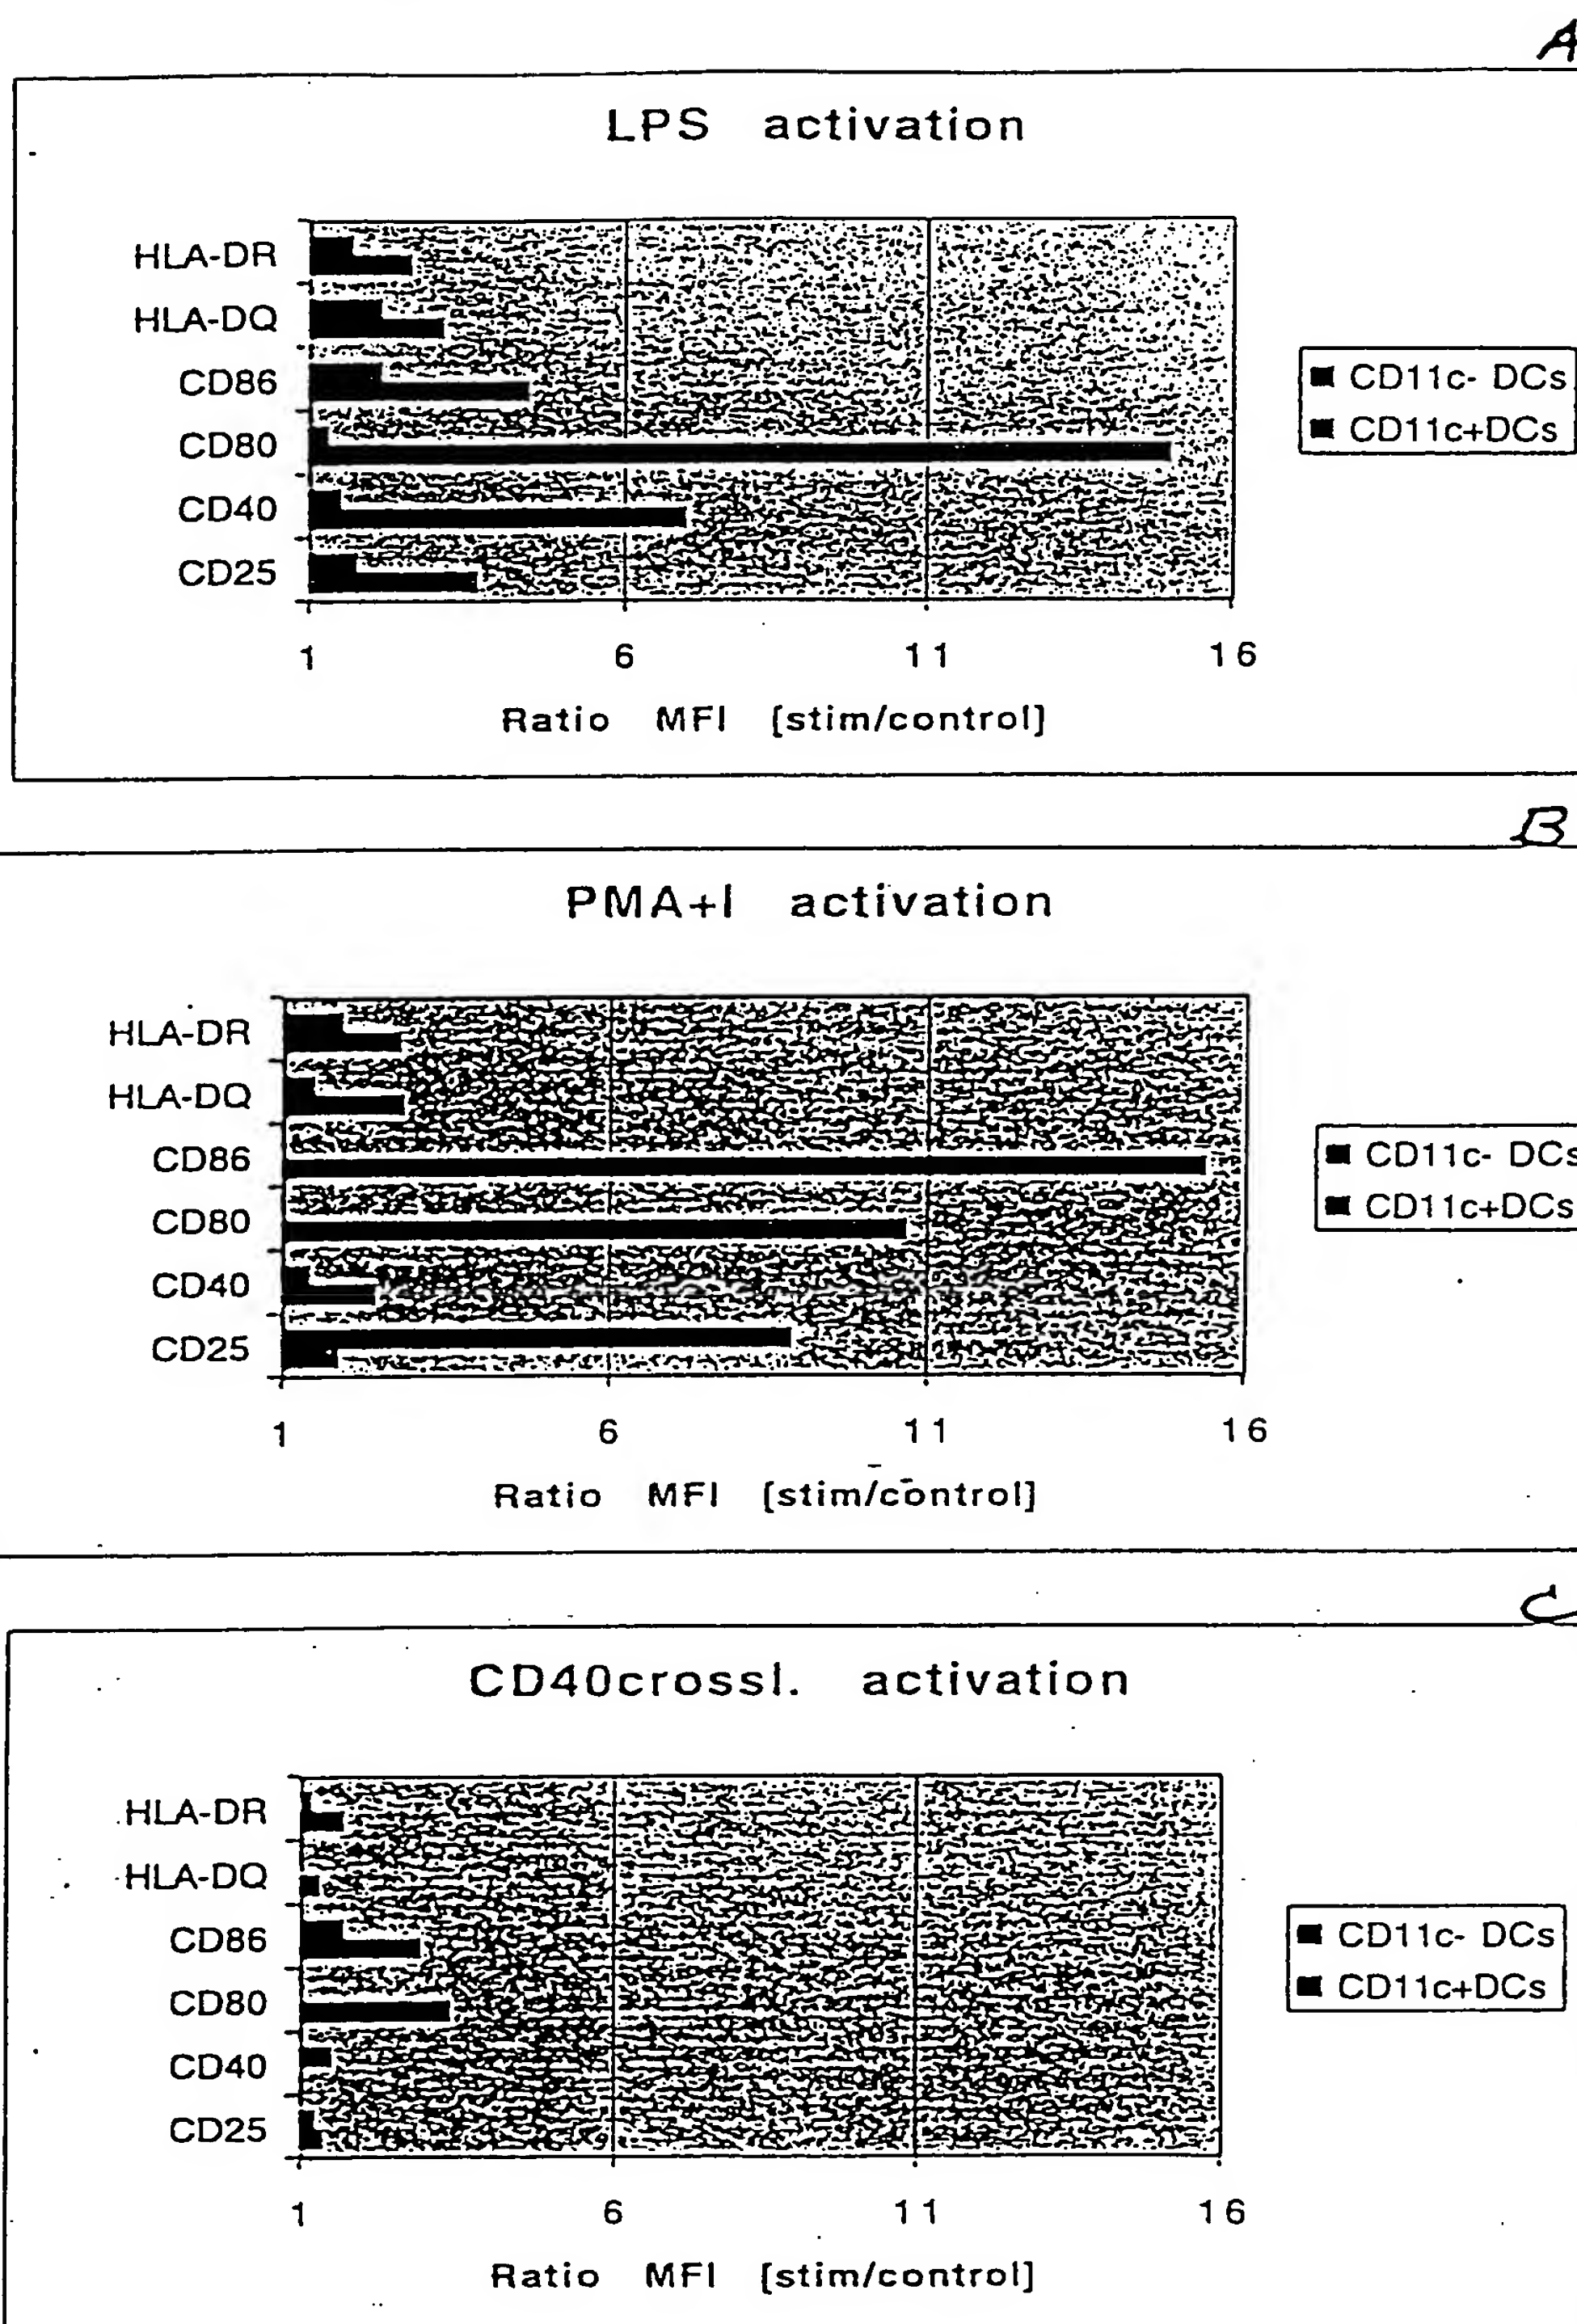 A
LPS activation
HLA-DR
HLA-DQ
CD86
CD80
CD40
CD25
1 6 11 16
Ratio MFI [stim/control]
CD11c- DCs
CD11c+DCs
B
PMA+I activation
HLA-DR
HLA-DQ
CD86
CD80
CD40
CD25
1 6 11 16
Ratio MFI [stim/control]
CD11c- DCs
CD11c+DCs
C
CD40crossl. activation
HLA-DR
HLA-DQ
CD86
CD80
CD40
CD25
1 6 11 16
Ratio MFI [stim/control]
CD11c- DCs
CD11c+DCs